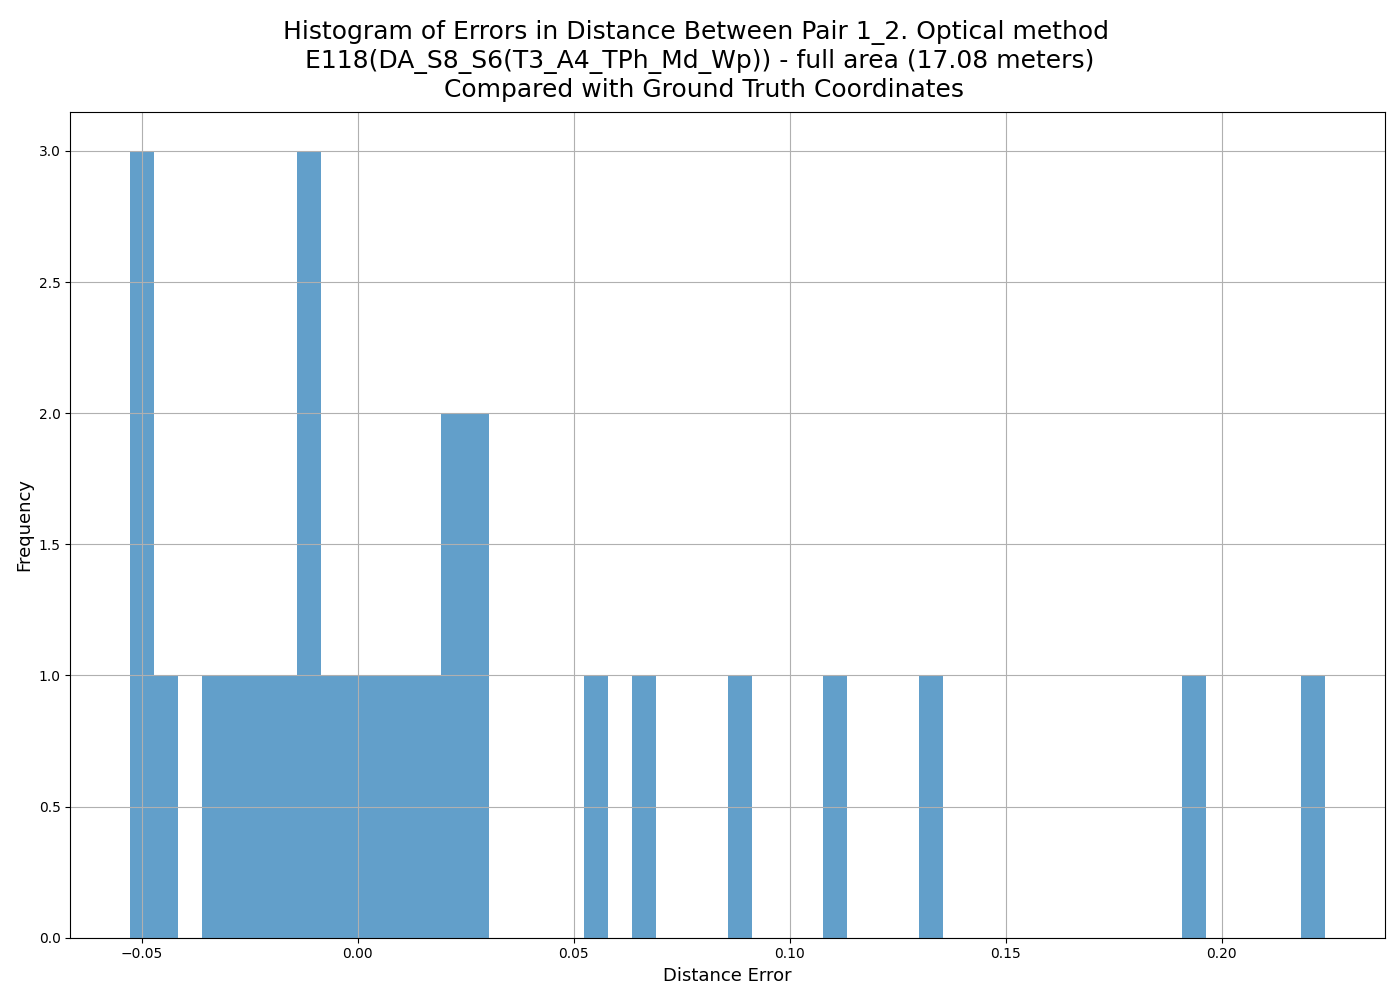 Histogram of Errors in Distance Between Pair 1_2. Optical method
E118(DA_S8_S6(T3_A4_TPh_Md_Wp)) - full area (17.08 meters)
Compared with Ground Truth Coordinates
3.0
2.5
2.0
1.5
1.0
0.5
0.0
Frequency
−0.05
0.00
0.05
0.10
0.15
0.20
Distance Error